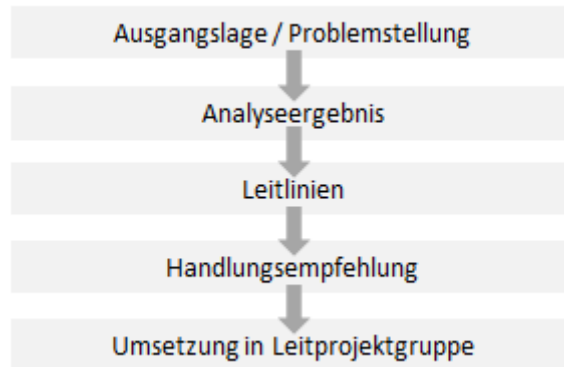 Ausgangslage / Problemstellung
Analyseergebnis
Leitlinien
Handlungsempfehlung
Umsetzung in Leitprojektgruppe